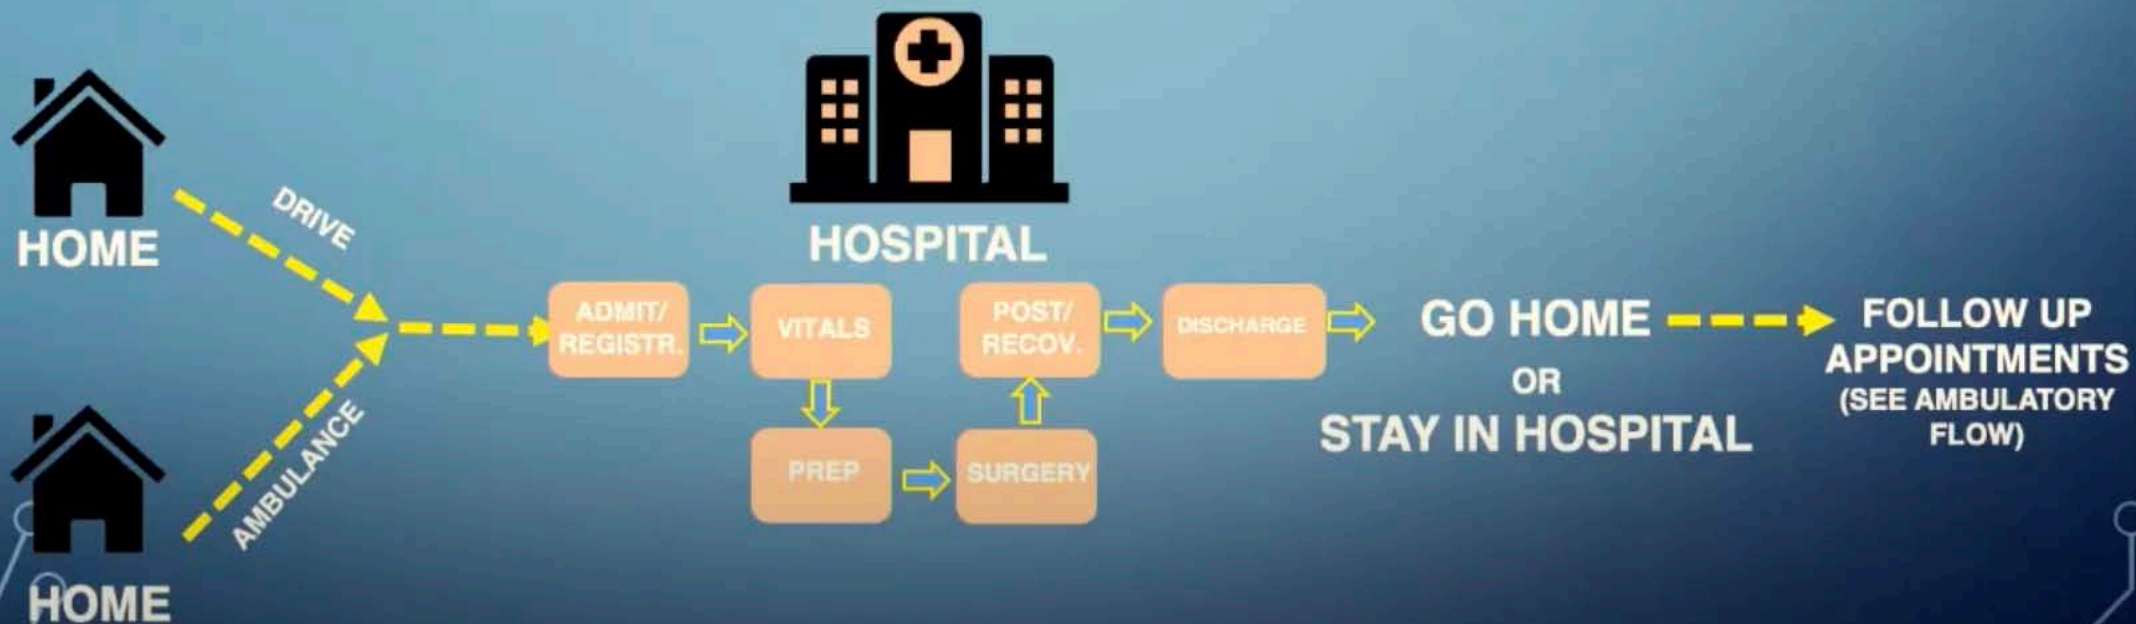 HOME
DRIVE
HOSPITAL
ADMIT/
REGISTR.
VITALS
POST/
RECOV.
DISCHARGE
PREP
SURGERY
GO HOME
OR
STAY IN HOSPITAL
FOLLOW UP
APPOINTMENTS
(SEE AMBULATORY
FLOW)
AMBULANCE
HOME